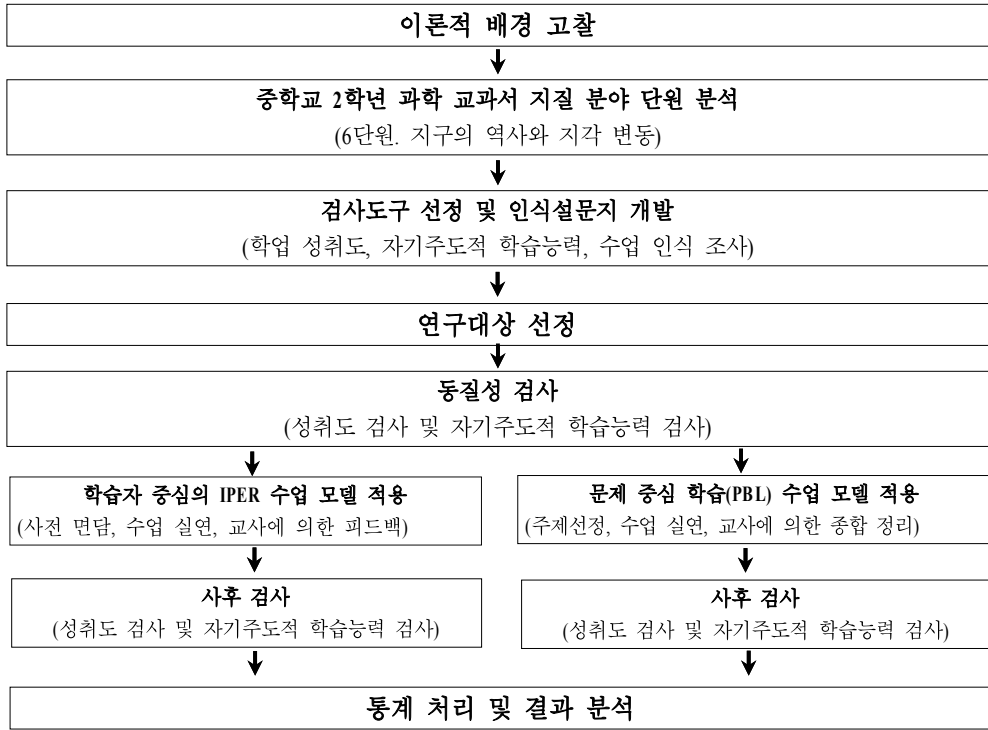 이론적 배경 고찰
중학교 2학년 과학 교과서 지질 분야 단원 분석
(6단원. 지구의 역사와 지각 변동)
검사도구 선정 및 인식설문지 개발
(학업 성취도, 자기주도적 학습능력, 수업 인식 조사)
연구대상 선정
동질성 검사
(성취도 검사 및 자기주도적 학습능력 검사)
학습자 중심의 IPER 수업 모델 적용
(사전 면담, 수업 실연, 교사에 의한 피드백)
문제 중심 학습(PBL) 수업 모델 적용
(주제선정, 수업 실연, 교사에 의한 종합 정리)
사후 검사
(성취도 검사 및 자기주도적 학습능력 검사)
사후 검사
(성취도 검사 및 자기주도적 학습능력 검사)
통계 처리 및 결과 분석